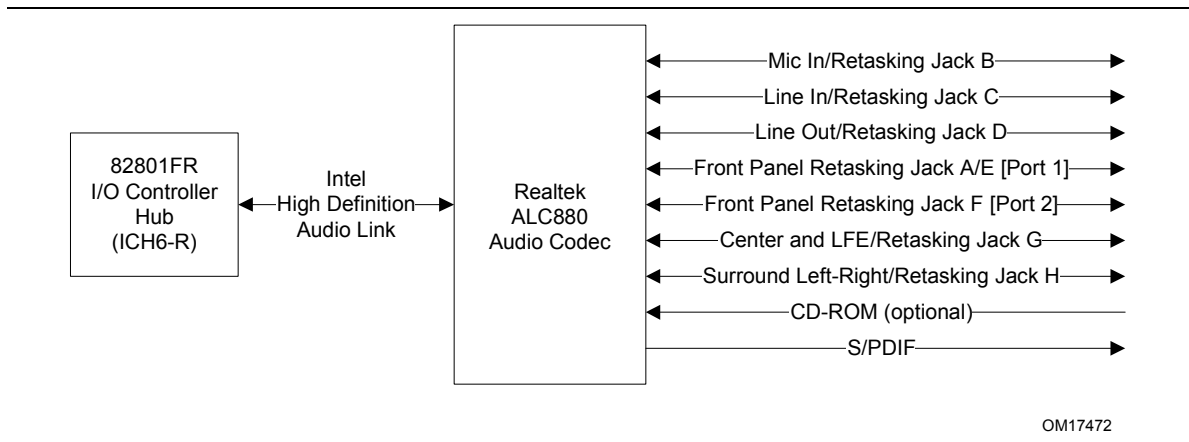 82801FR
I/O Controller
Hub
(ICH6-R)
Intel
High Definition
Audio Link
Realtek
ALC880
Audio Codec
Mic In/Retasking Jack B
Line In/Retasking Jack C
Line Out/Retasking Jack D
Front Panel Retasking Jack A/E [Port 1]
Front Panel Retasking Jack F [Port 2]
Center and LFE/Retasking Jack G
Surround Left-Right/Retasking Jack H
CD-ROM (optional)
S/PDIF
OM17472